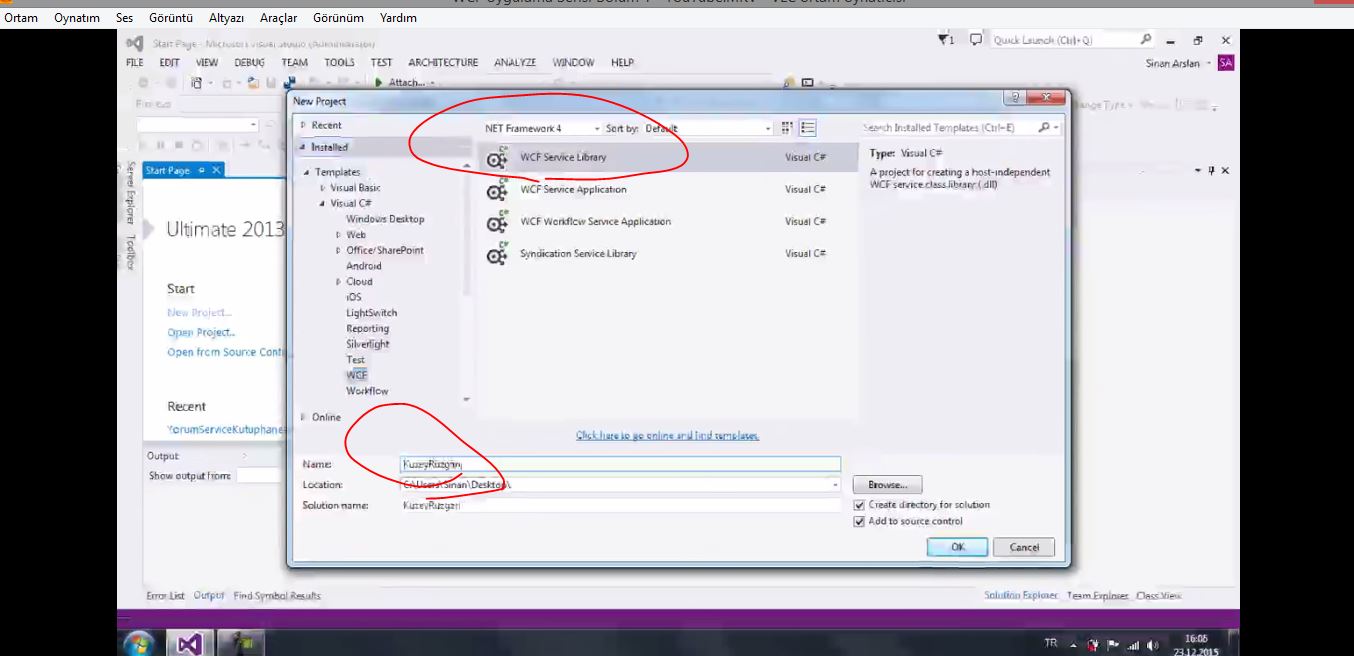 Ortam Oynatım Ses Görüntü Altyazı Araçlar Görünüm Yardım
Start Page - Microsoft Visual Studio (Administrator)
1 Quick Launch (Ctrl+Q)
FILE EDIT VIEW DEBUG TEAM TOOLS TEST ARCHITECTURE ANALYZE WINDOW HELP
Sinan Arslan SA
Attach...
New Project
Recent
.NET Framework 4 Sort by: Default
Search Installed Templates (Ctrl+E)
Installed
Templates
Visual Basic
Visual C#
Windows Desktop
Web
Office/SharePoint
Android
Cloud
iOS
LightSwitch
Reporting
Silverlight
Test
WCF
Workflow
Online
WCF Service Library Visual C#
WCF Service Application Visual C#
WCF Workflow Service Application Visual C#
Syndication Service Library Visual C#
Type: Visual C#
A project for creating a host-independent
WCF service class library (.dll)
Click here to go online and find templates.
Name: KuzeyRuzgari
Location: C:\Users\Sinan\Desktop\
Solution name: KuzeyRuzgari
Browse...
Create directory for solution
Add to source control
OK Cancel
Server Explorer
Toolbox
Start Page
Ultimate 2013
Start
New Project...
Open Project...
Open from Source Cont
Recent
YorumServiceKutuphane
Output
Show output from:
Error List Output Find Symbol Results
Solution Explorer Team Explorer Class View
TR
16:05
23.12.2015